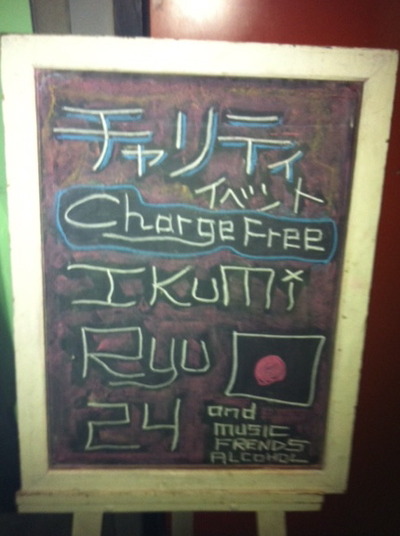 チャリティ
イベント
Charge Free
IKUMi
Ryu
24
and
music
FRENDS
ALCOHOL